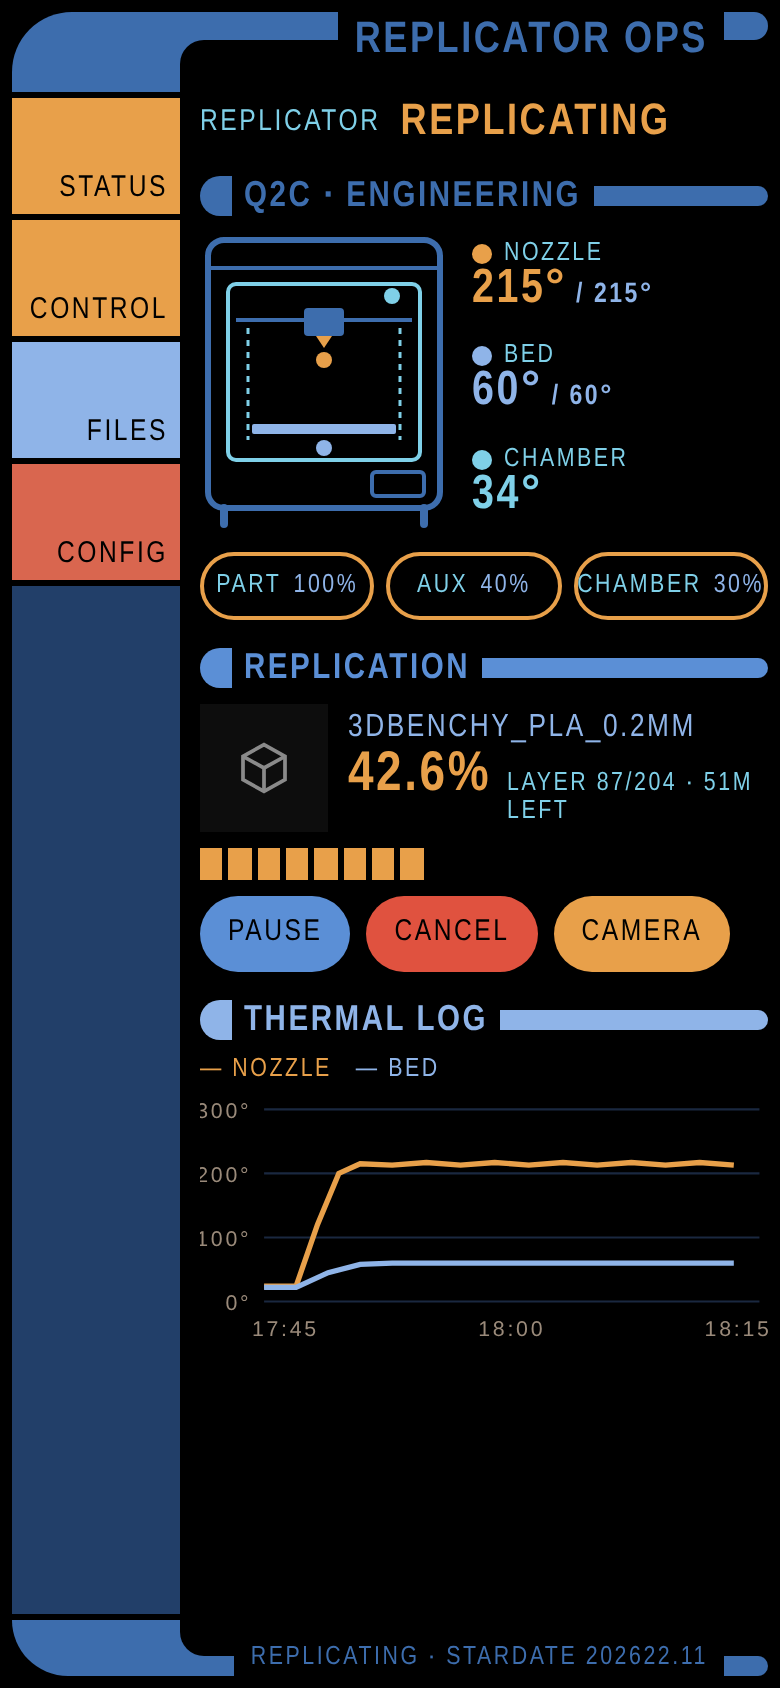 REPLICATOR OPS
REPLICATOR REPLICATING
STATUS
CONTROL
FILES
CONFIG
Q2C · ENGINEERING
NOZZLE
215° / 215°
BED
60° / 60°
CHAMBER
34°
PART 100% AUX 40% CHAMBER 30%
REPLICATION
3DBENCHY_PLA_0.2MM
42.6% LAYER 87/204 · 51M
LEFT
PAUSE CANCEL CAMERA
THERMAL LOG
— NOZZLE — BED
300°
200°
100°
0°
17:45 18:00 18:15
REPLICATING · STARDATE 202622.11